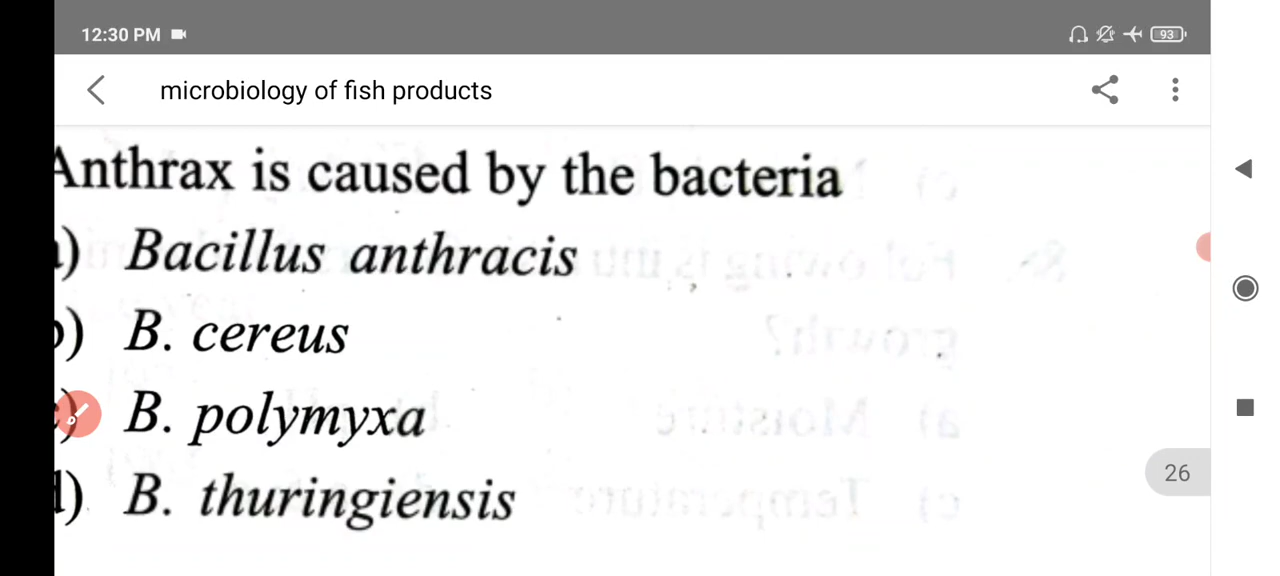 12:30 PM
93
microbiology of fish products
Anthrax is caused by the bacteria
a) Bacillus anthracis
b) B. cereus
c) B. polymyxa
d) B. thuringiensis
26